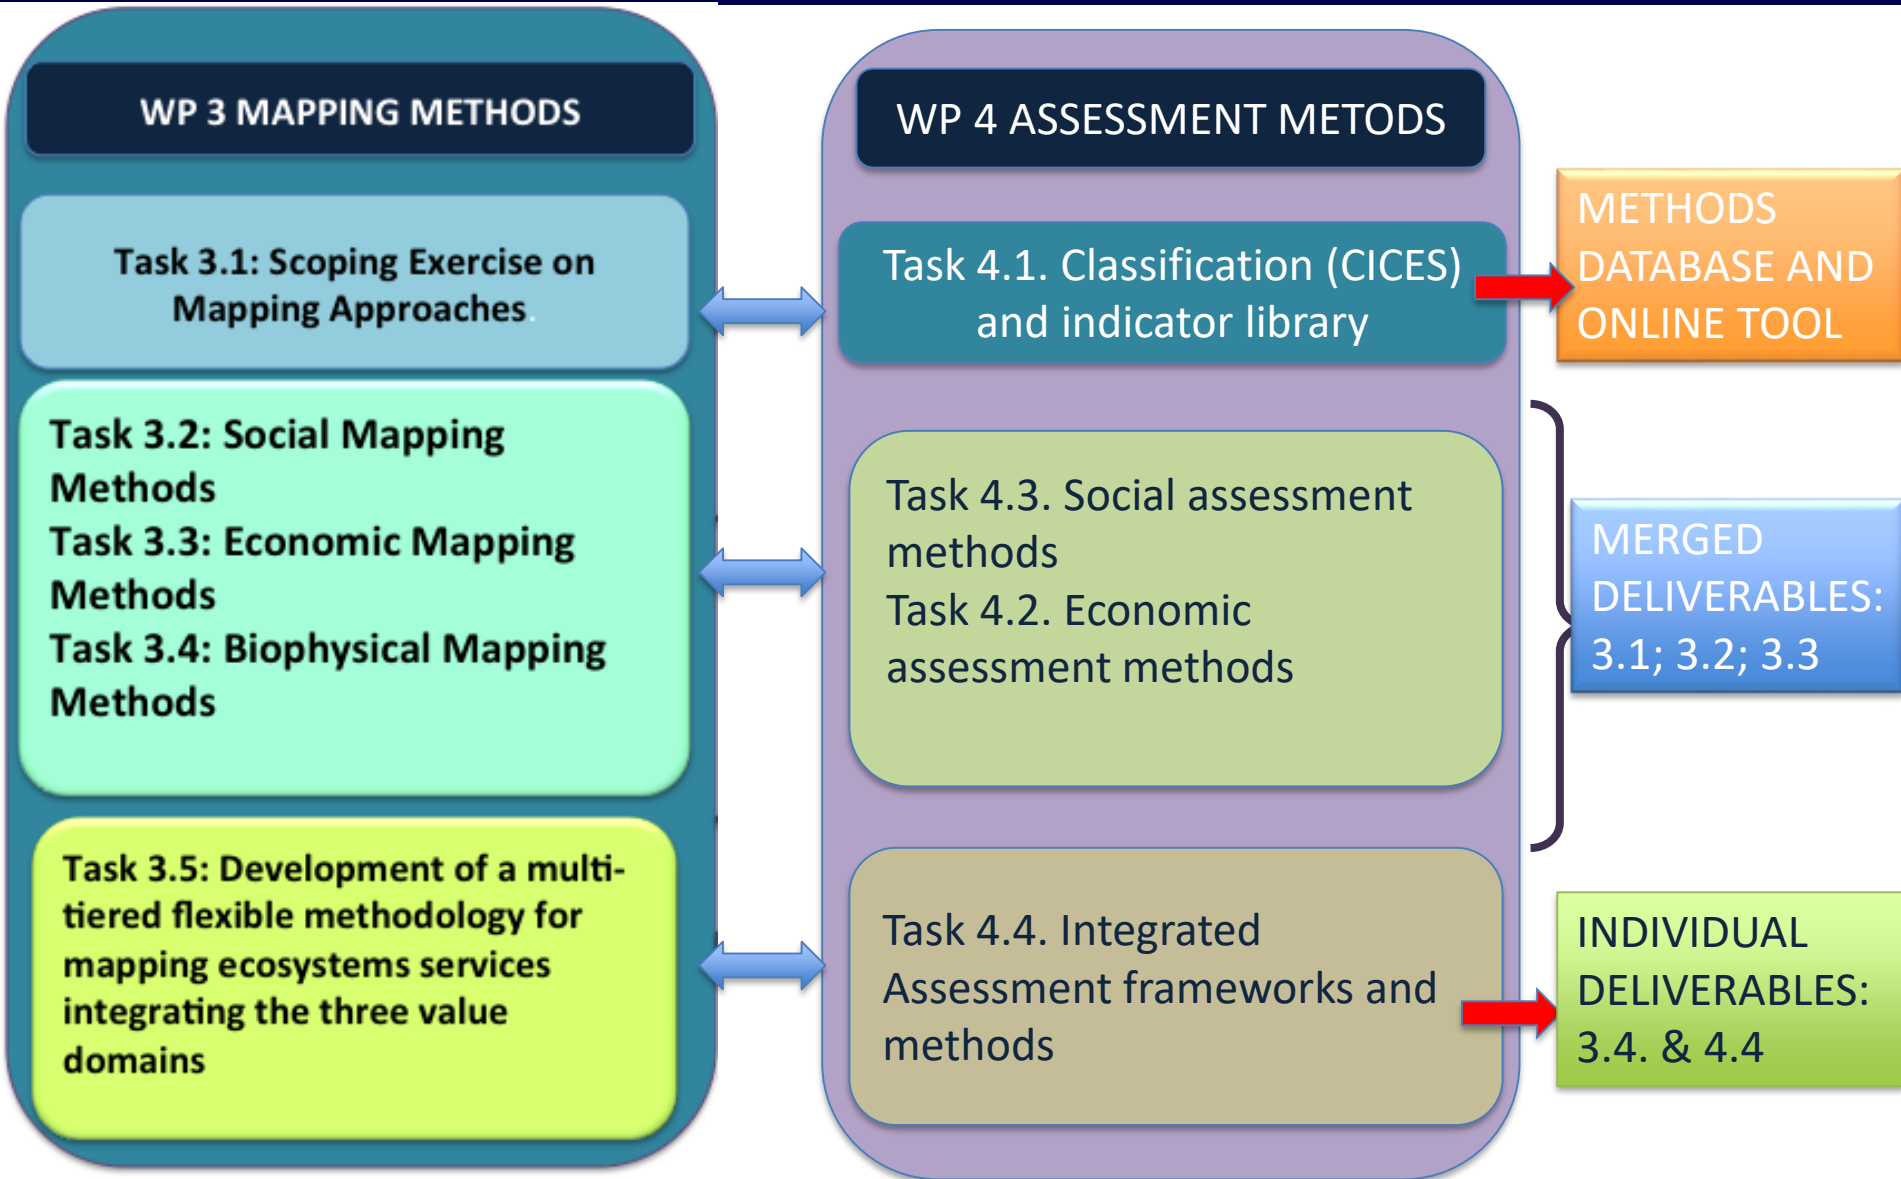 WP 3 MAPPING METHODS
Task 3.1: Scoping Exercise on
Mapping Approaches.
Task 3.2: Social Mapping
Methods
Task 3.3: Economic Mapping
Methods
Task 3.4: Biophysical Mapping
Methods
Task 3.5: Development of a multi-
tiered flexible methodology for
mapping ecosystems services
integrating the three value
domains
WP 4 ASSESSMENT METODS
Task 4.1. Classification (CICES)
and indicator library
Task 4.3. Social assessment
methods
Task 4.2. Economic
assessment methods
Task 4.4. Integrated
Assessment frameworks and
methods
METHODS
DATABASE AND
ONLINE TOOL
MERGED
DELIVERABLES:
3.1; 3.2; 3.3
INDIVIDUAL
DELIVERABLES:
3.4. & 4.4